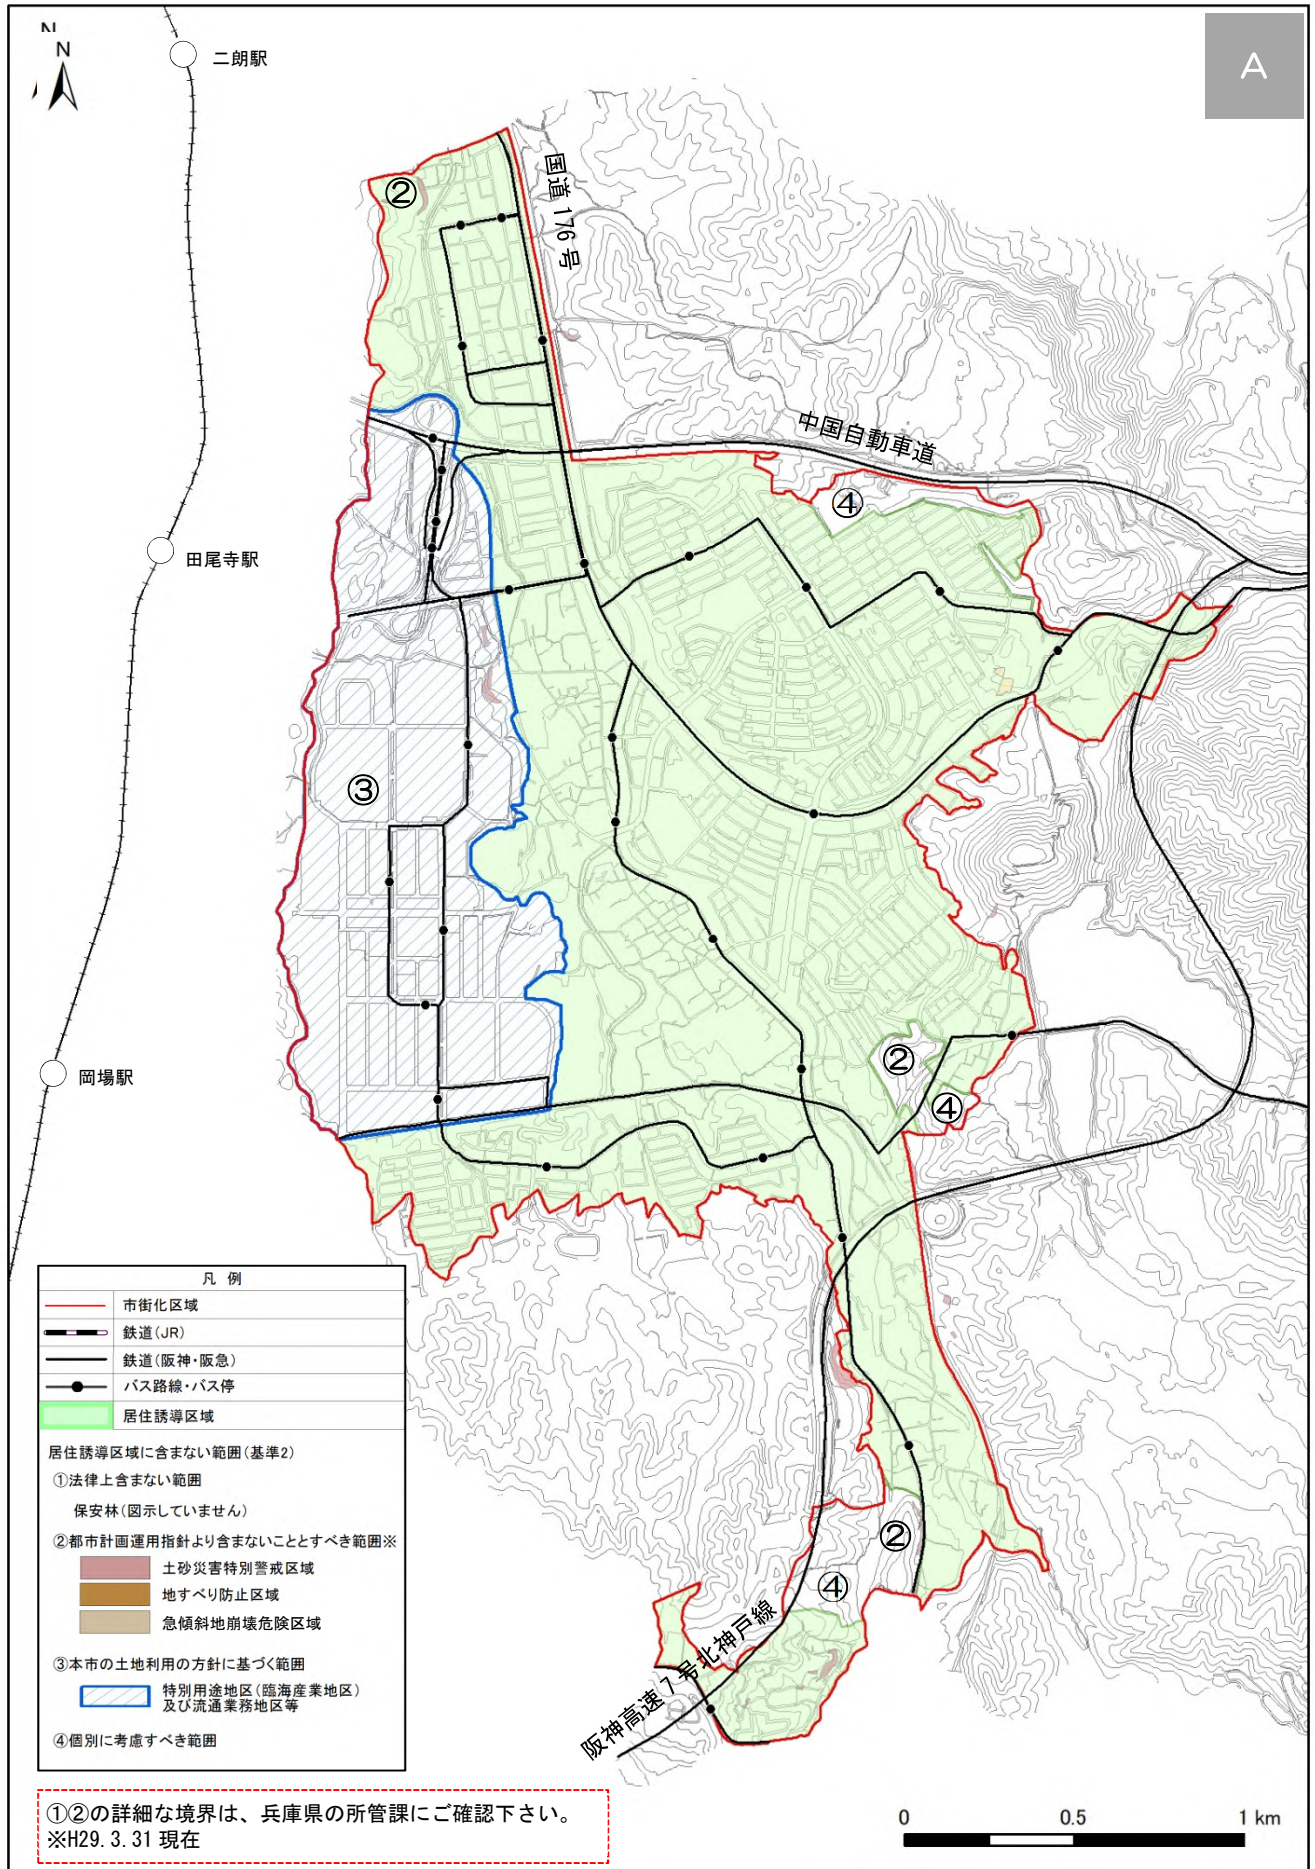 N
N
二朗駅
A
②
国道 176 号
中国自動車道
④
田尾寺駅
③
②
④
岡場駅
凡 例
市街化区域
鉄道(JR)
鉄道(阪神・阪急)
バス路線・バス停
居住誘導区域
居住誘導区域に含まない範囲(基準2)
①法律上含まない範囲
保安林(図示していません)
②都市計画運用指針より含まないこととすべき範囲※
土砂災害特別警戒区域
地すべり防止区域
急傾斜地崩壊危険区域
③本市の土地利用の方針に基づく範囲
特別用途地区(臨海産業地区)
及び流通業務地区等
④個別に考慮すべき範囲
②
④
阪神高速 7 号北神戸線
①②の詳細な境界は、兵庫県の所管課にご確認下さい。
※H29.3.31 現在
0 0.5 1 km